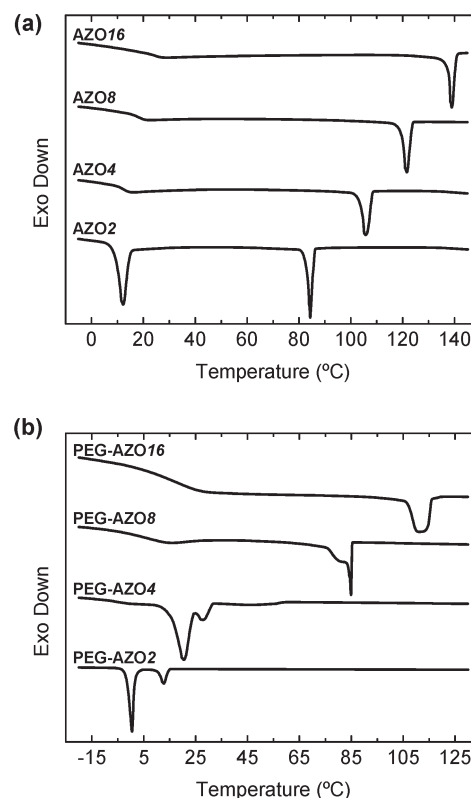 (a)
AZO16
AZO8
AZO4
AZO2
Exo Down
0 20 40 60 80 100 120 140
Temperature (ºC)
(b)
PEG-AZO16
PEG-AZO8
PEG-AZO4
PEG-AZO2
Exo Down
-15 5 25 45 65 85 105 125
Temperature (ºC)